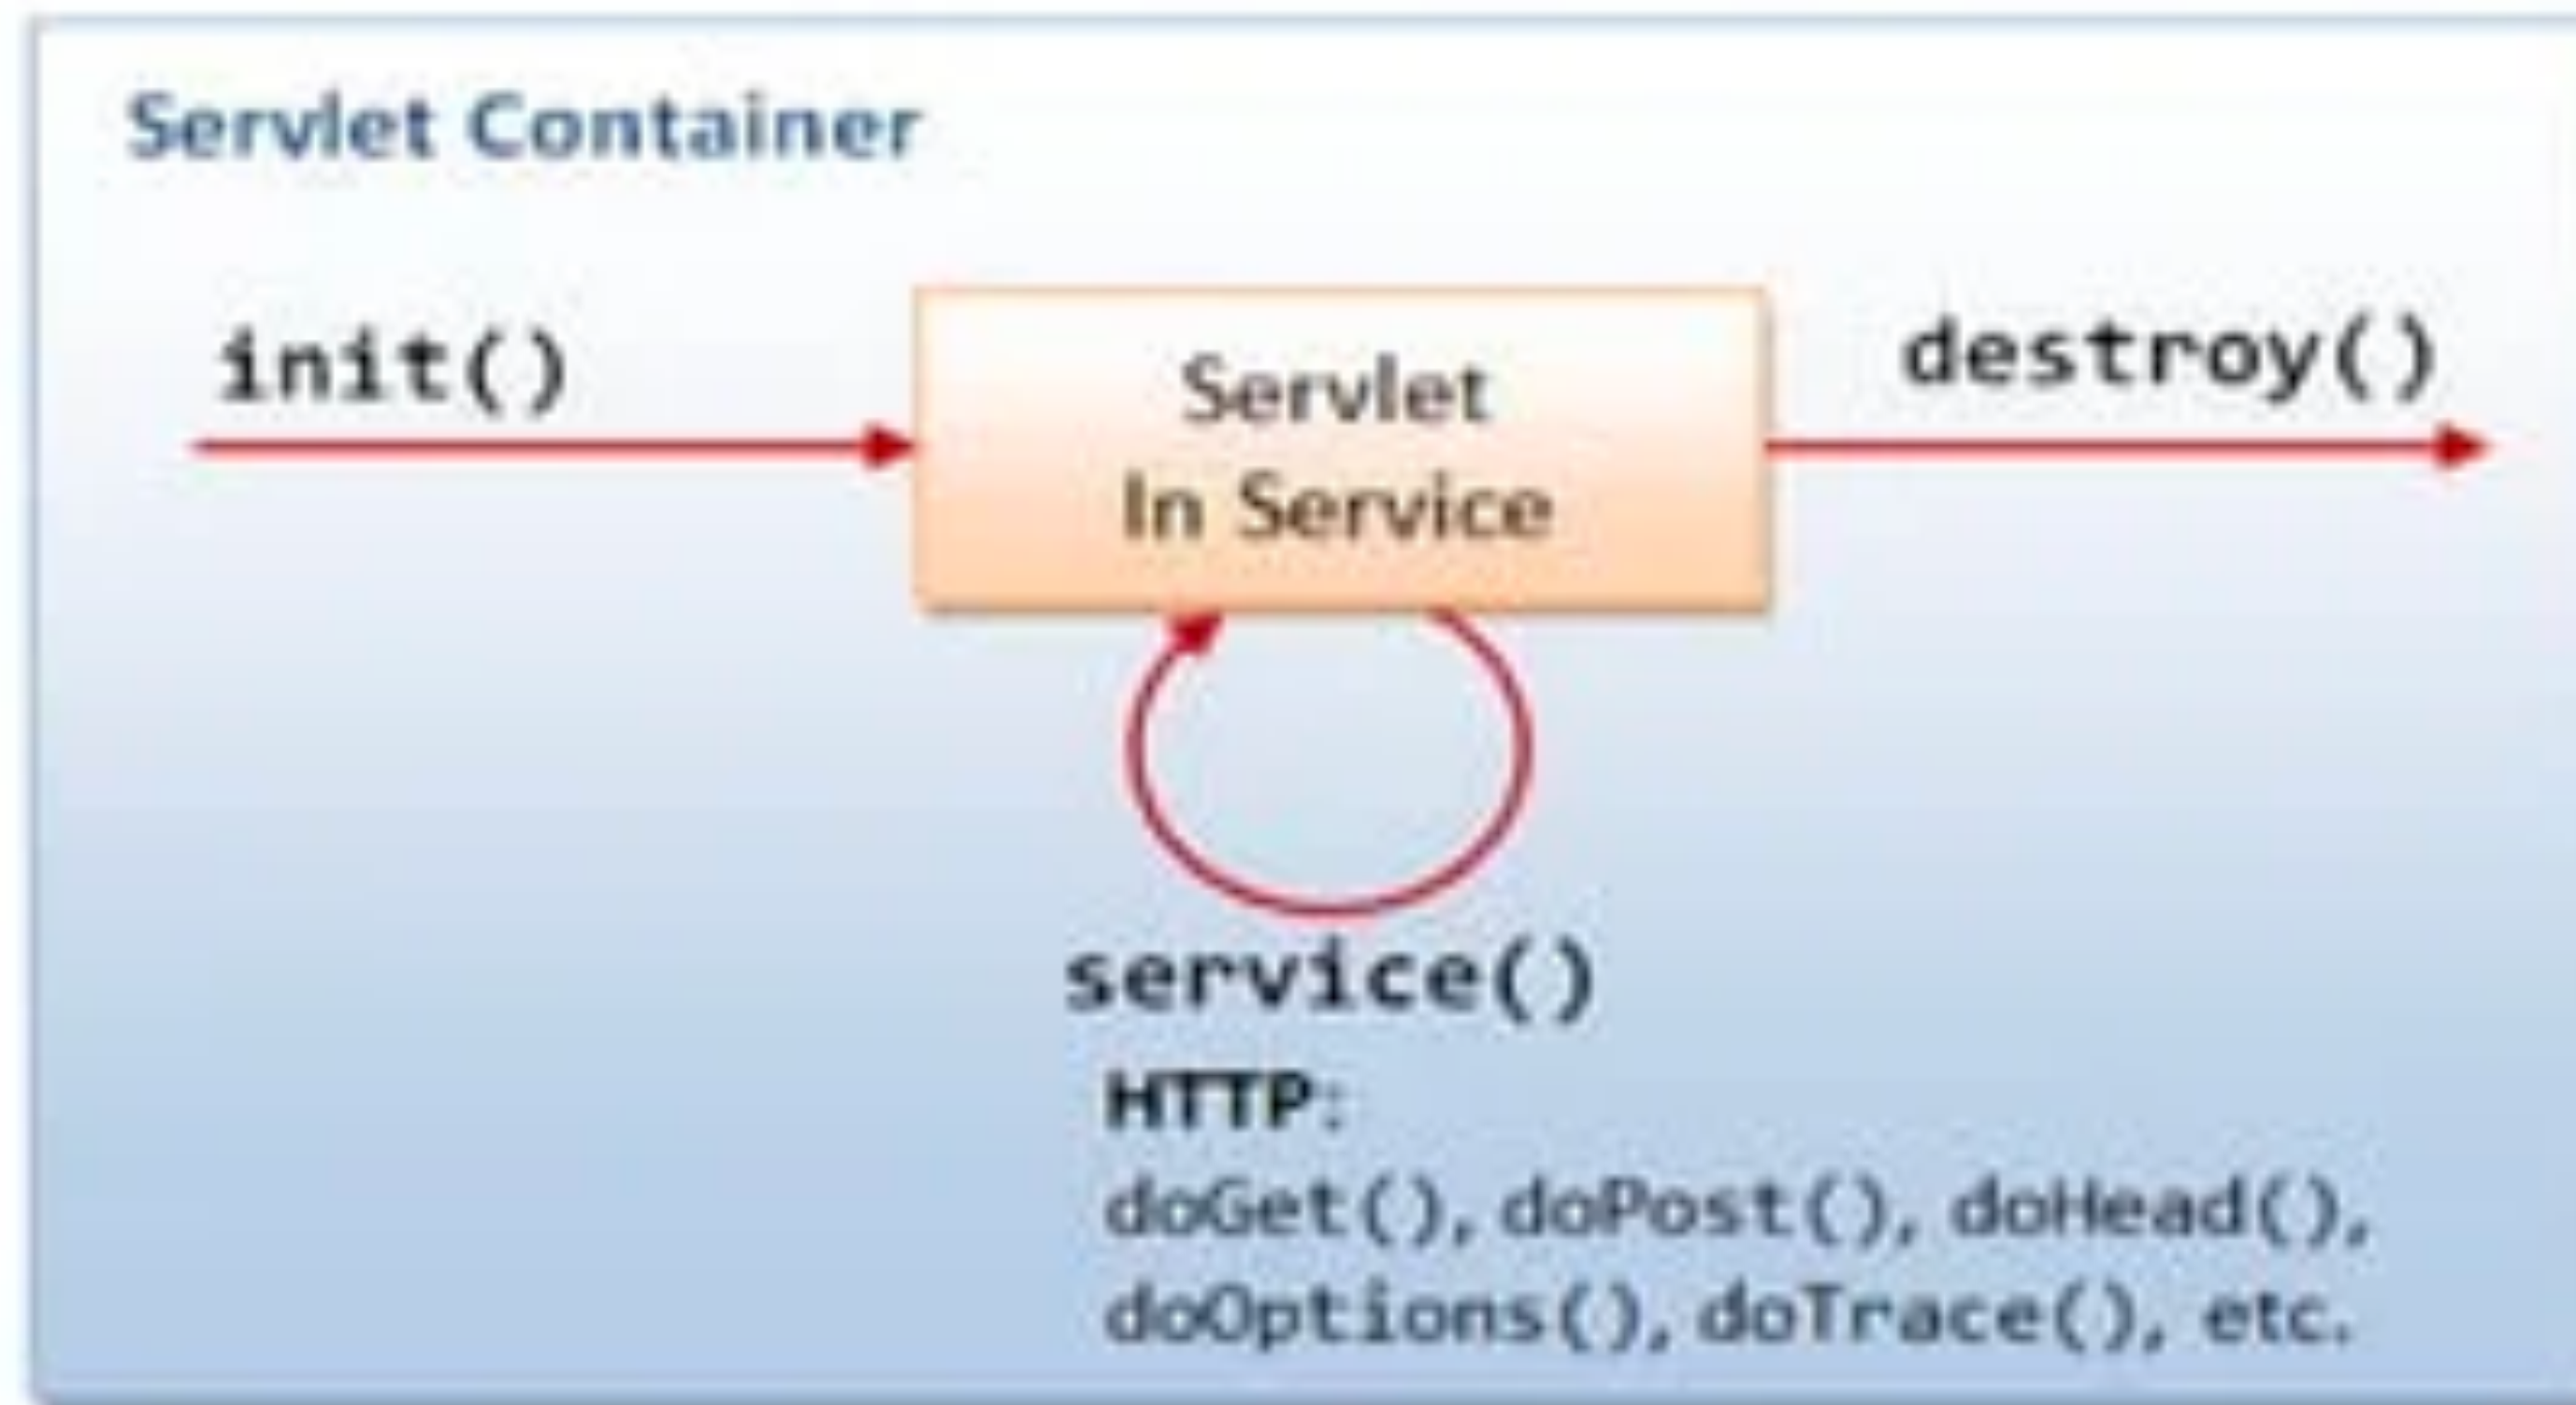 Servlet Container
init()
Servlet
In Service
destroy()
service()
HTTP:
doGet(), doPost(), doHead(),
doOptions(), doTrace(), etc.